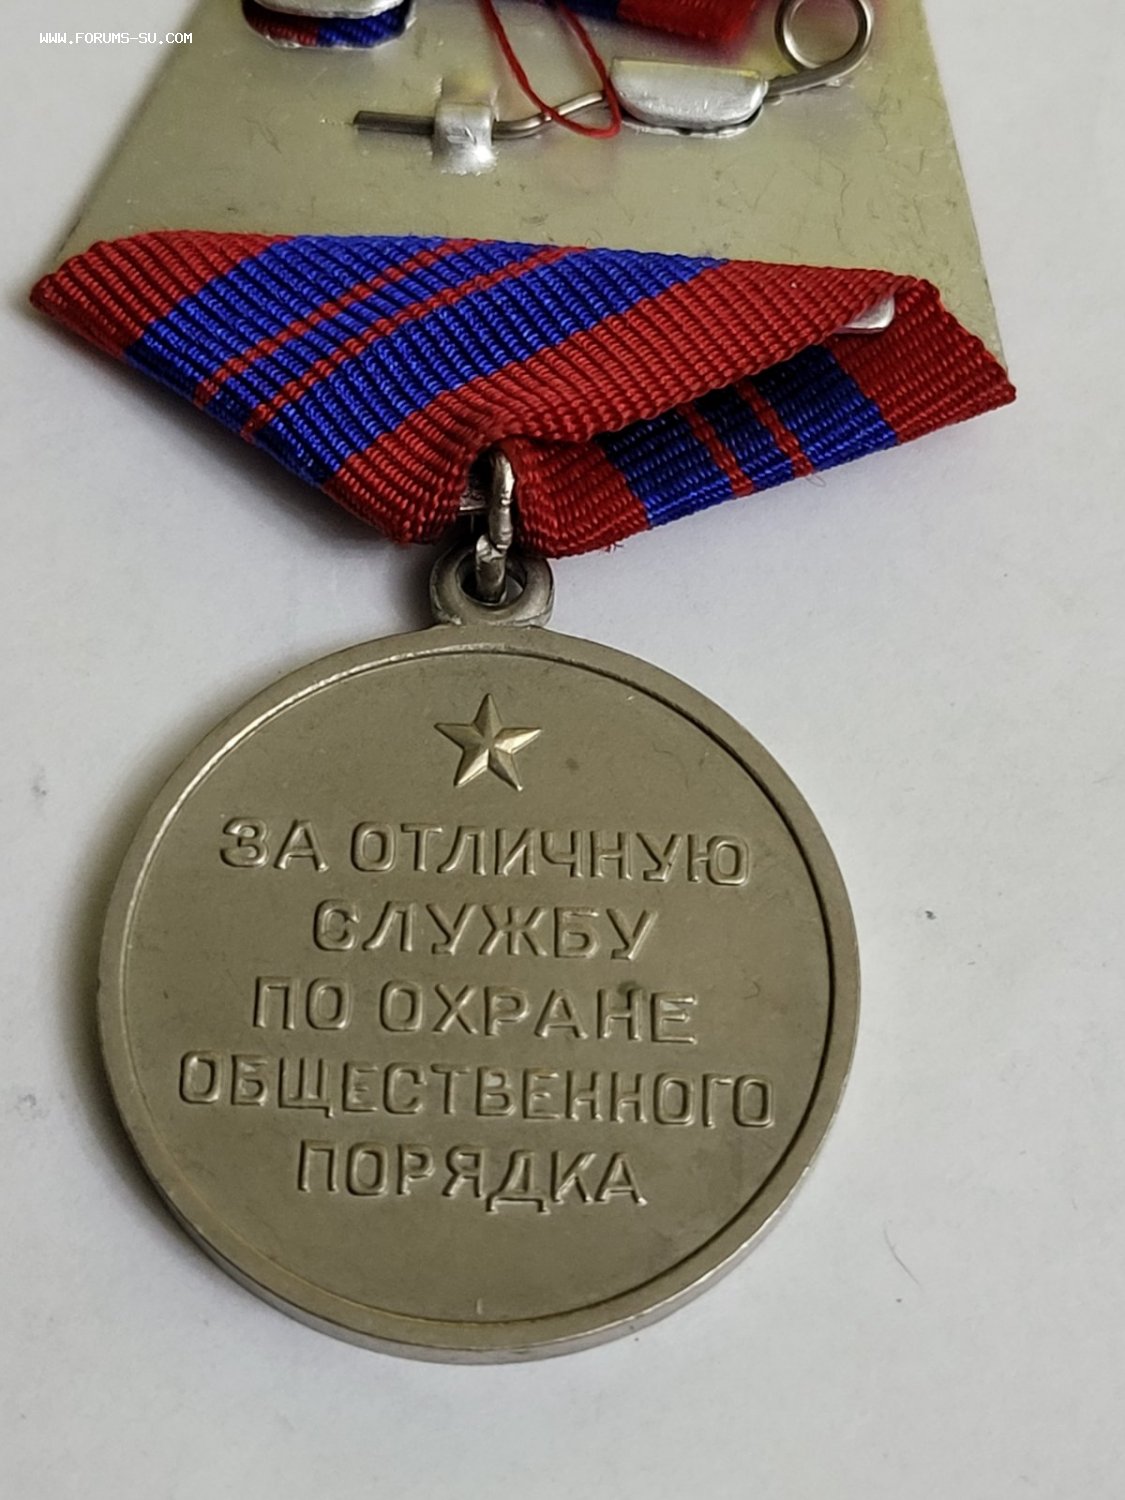 WWW.FORUMS-SU.COM
ЗА ОТЛИЧНУЮ
СЛУЖБУ
ПО ОХРАНЕ
ОБЩЕСТВЕННОГО
ПОРЯДКА